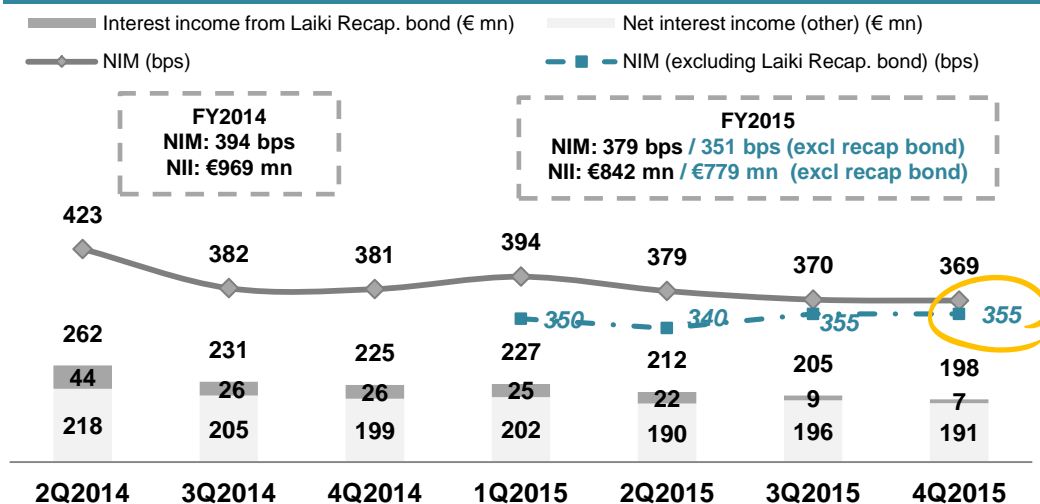 Interest income from Laiki Recap. bond (€ mn) Net interest income (other) (€ mn)
NIM (bps) NIM (excluding Laiki Recap. bond) (bps)
FY2014
NIM: 394 bps
NII: €969 mn
FY2015
NIM: 379 bps / 351 bps (excl recap bond)
NII: €842 mn / €779 mn (excl recap bond)
423 382 381 394 379 370 369
350 340 355 355
262 231 225 227 212 205 198
44 26 26 25 22 9 7
218 205 199 202 190 196 191
2Q2014 3Q2014 4Q2014 1Q2015 2Q2015 3Q2015 4Q2015